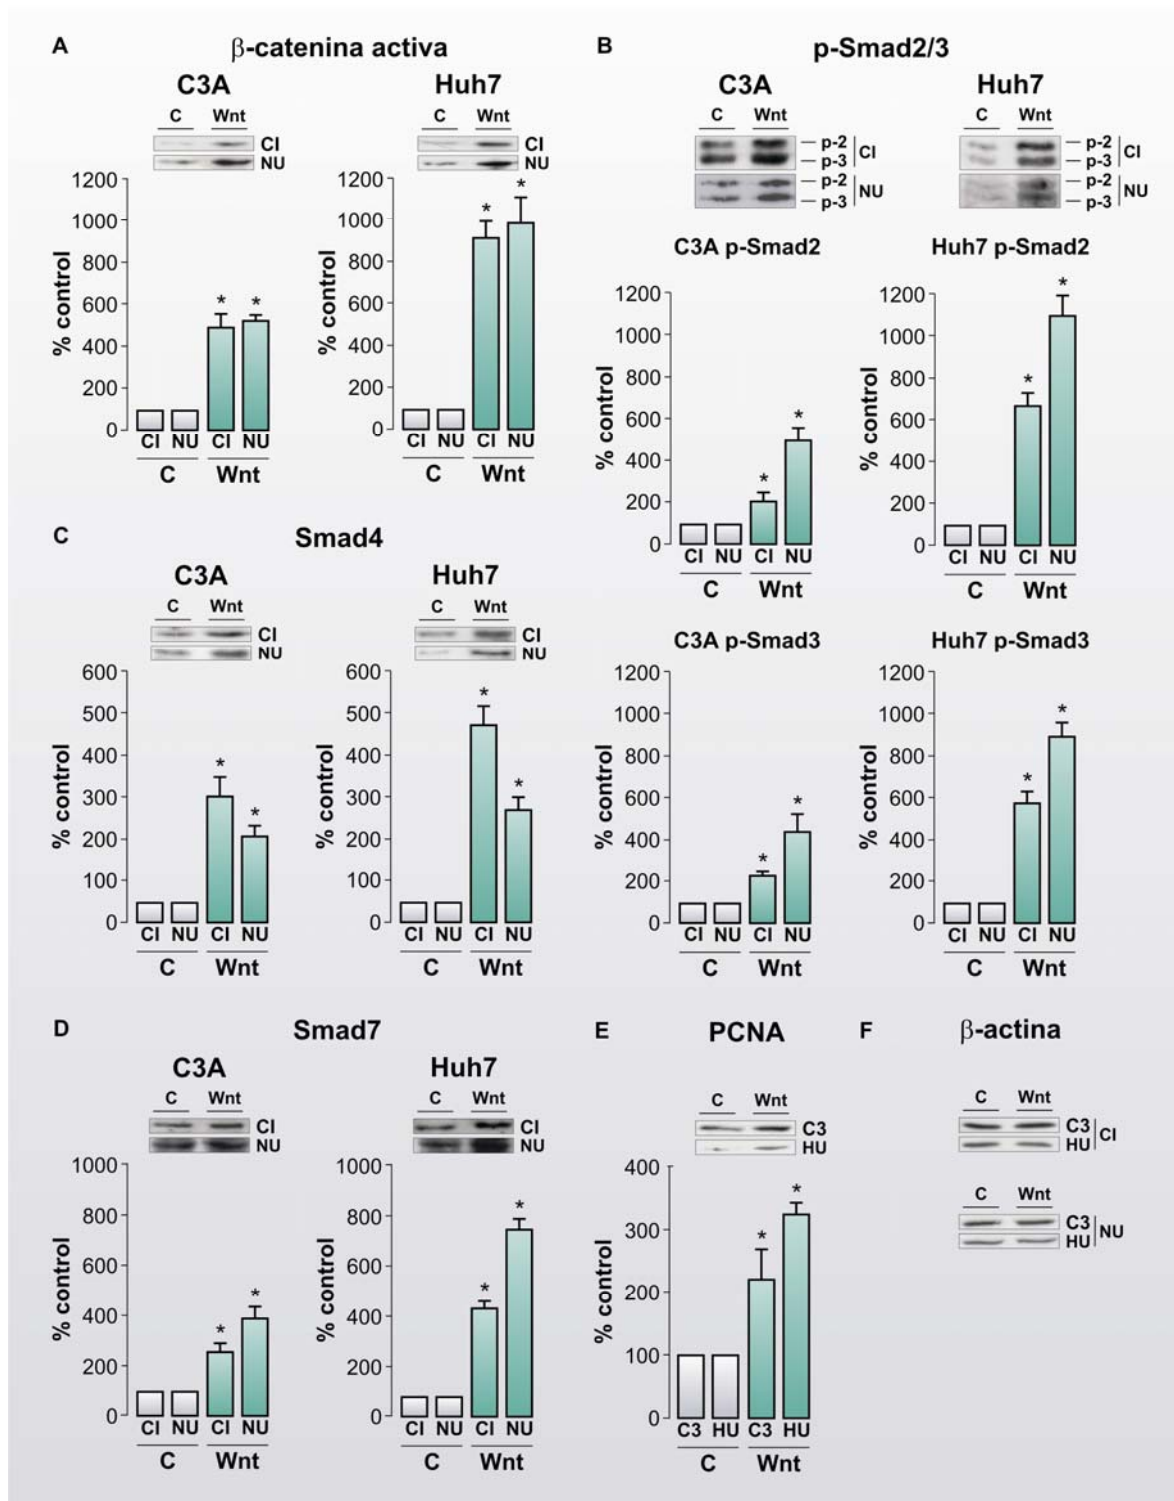 A
β-catenina activa
C3A
C Wnt
CI
NU
1200
1000
800
600
400
200
0
% control
* *
CI NU CI NU
C Wnt
Huh7
C Wnt
CI
NU
1200
1000
800
600
400
200
0
% control
* *
CI NU CI NU
C Wnt
B
p-Smad2/3
C3A
C Wnt
p-2
p-3
CI
p-2
p-3
NU
Huh7
C Wnt
p-2
p-3
CI
p-2
p-3
NU
C3A p-Smad2
1200
1000
800
600
400
200
0
% control
* *
CI NU CI NU
C Wnt
Huh7 p-Smad2
1200
1000
800
600
400
200
0
% control
* *
CI NU CI NU
C Wnt
C3A p-Smad3
1200
1000
800
600
400
200
0
% control
* *
CI NU CI NU
C Wnt
Huh7 p-Smad3
1200
1000
800
600
400
200
0
% control
* *
CI NU CI NU
C Wnt
C
Smad4
C3A
C Wnt
CI
NU
600
500
400
300
200
100
0
% control
* *
CI NU CI NU
C Wnt
Huh7
C Wnt
CI
NU
600
500
400
300
200
100
0
% control
* *
CI NU CI NU
C Wnt
D
Smad7
C3A
C Wnt
CI
NU
1000
800
600
400
200
0
% control
* *
CI NU CI NU
C Wnt
Huh7
C Wnt
CI
NU
1000
800
600
400
200
0
% control
* *
CI NU CI NU
C Wnt
E
PCNA
C Wnt
C3
HU
400
300
200
100
0
% control
* *
C3 HU C3 HU
C Wnt
F
β-actina
C Wnt
C3
HU
CI
C Wnt
C3
HU
NU